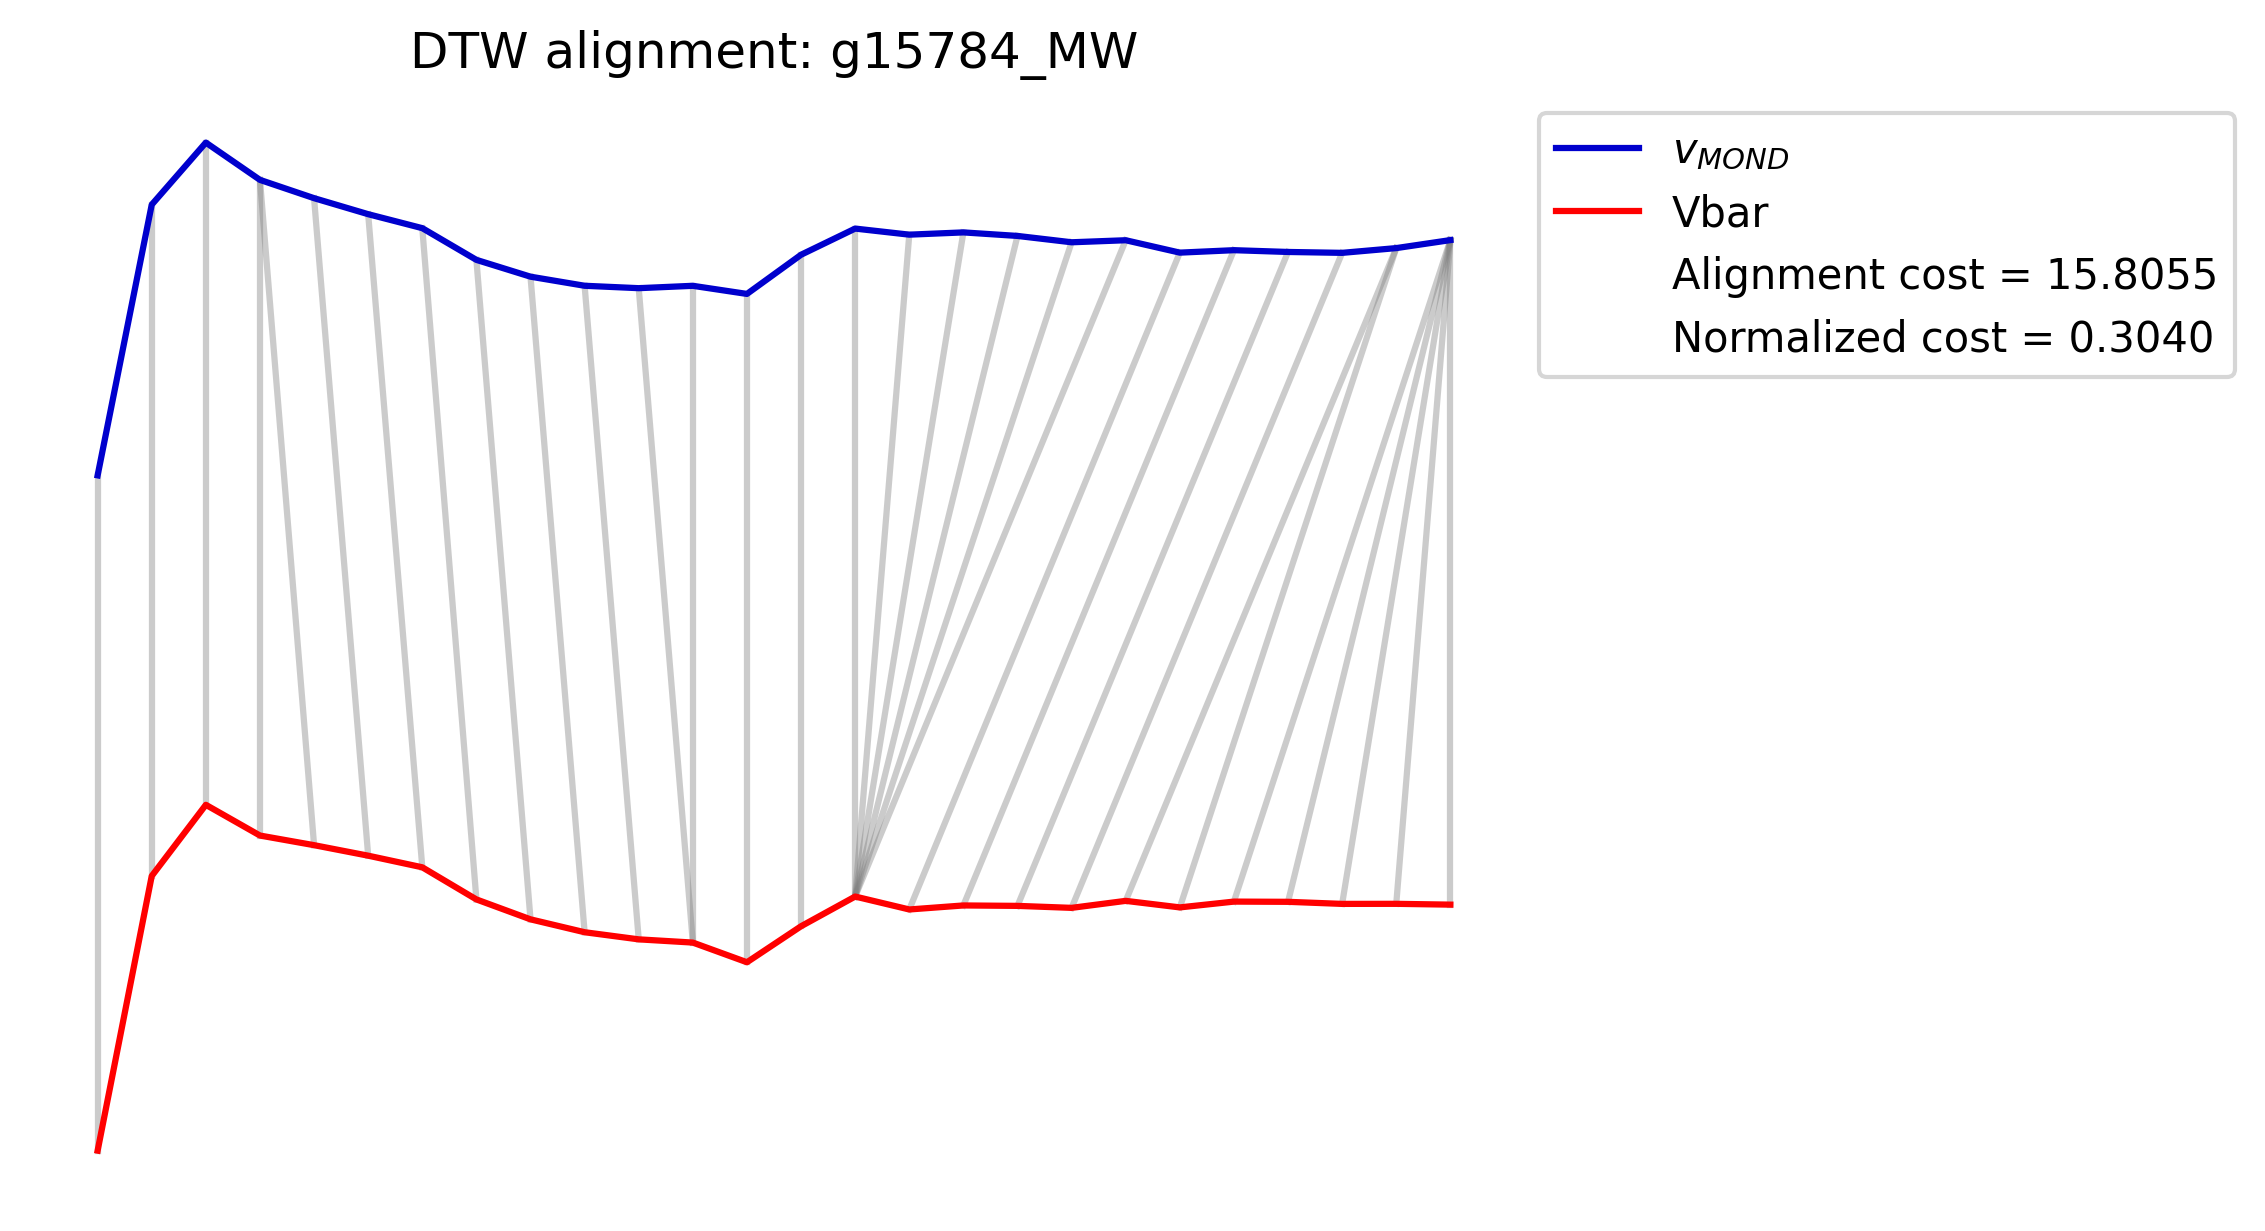 DTW alignment: g15784_MW
v_MOND
Vbar
Alignment cost = 15.8055
Normalized cost = 0.3040